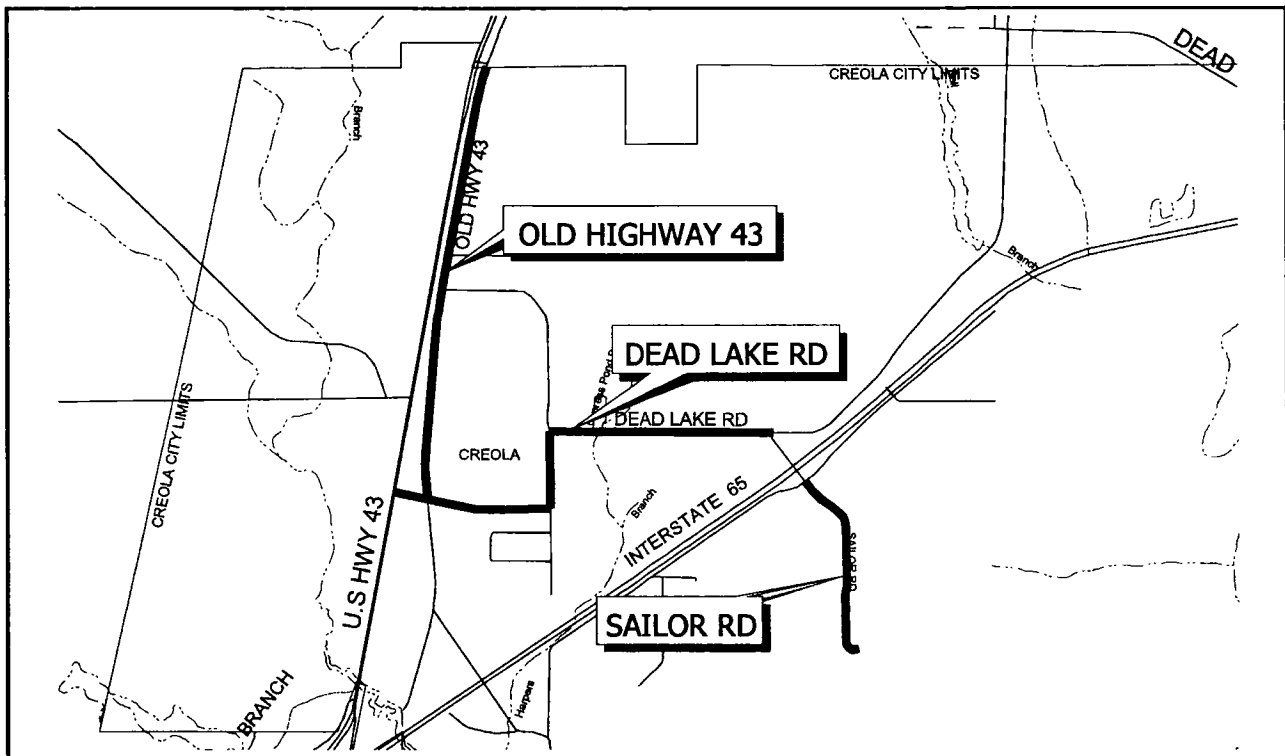 DEAD
CREOLA CITY LIMITS
Branch
OLD HWY 43
OLD HIGHWAY 43
Branch
DEAD LAKE RD
DEAD LAKE RD
CREOLA
CREOLA CITY LIMITS
Branch
INTERSTATE 65
SAILOR RD
U.S HWY 43
SAILOR RD
Harpers
BRANCH